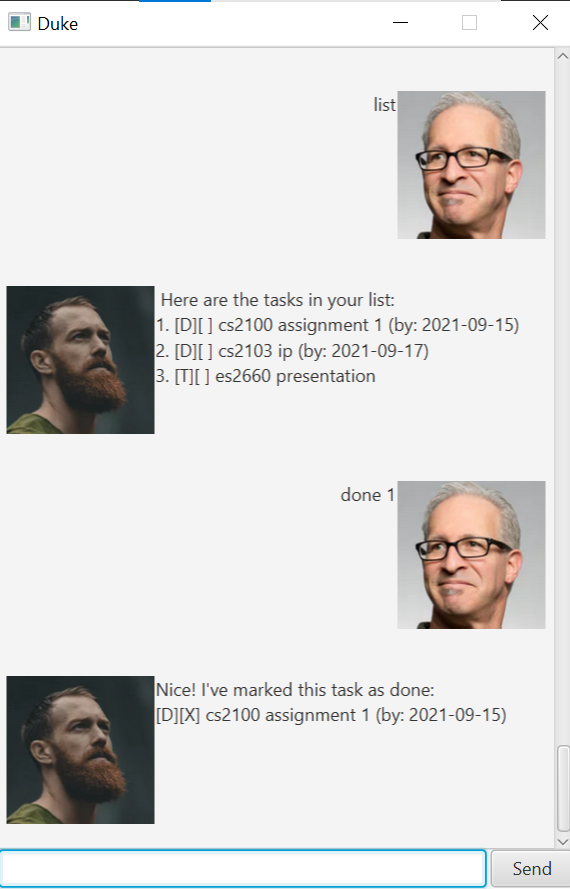 Duke
list
Here are the tasks in your list:
1. [D][ ] cs2100 assignment 1 (by: 2021-09-15)
2. [D][ ] cs2103 ip (by: 2021-09-17)
3. [T][ ] es2660 presentation
done 1
Nice! I've marked this task as done:
[D][X] cs2100 assignment 1 (by: 2021-09-15)
Send